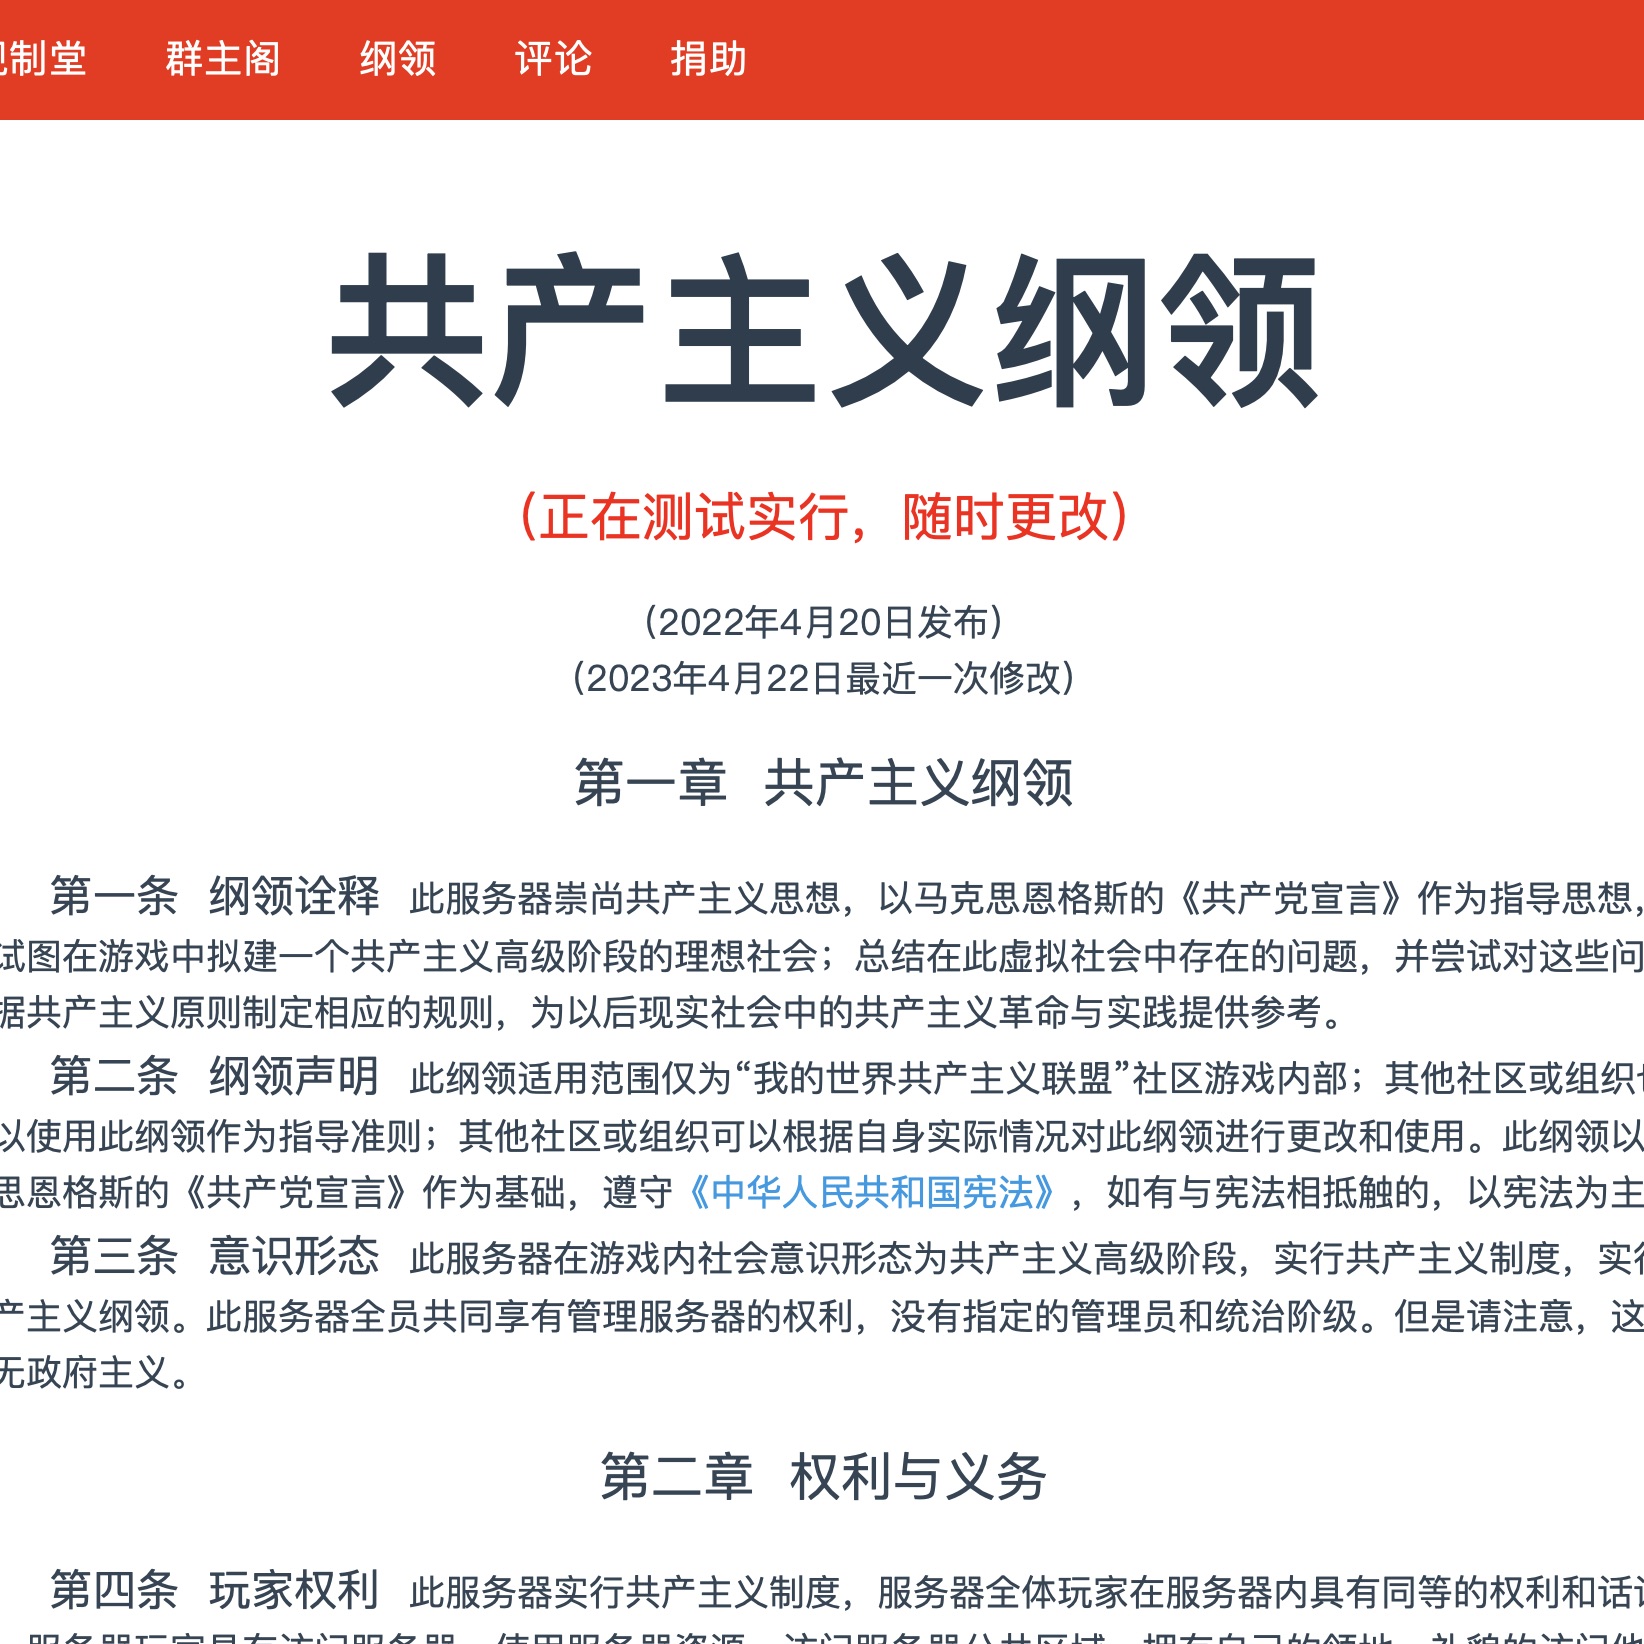 制堂 群主阁 纲领 评论 捐助
共产主义纲领
（正在测试实行，随时更改）
（2022年4月20日发布）
（2023年4月22日最近一次修改）
第一章 共产主义纲领
第一条 纲领诠释 此服务器崇尚共产主义思想，以马克思恩格斯的《共产党宣言》作为指导思想，
试图在游戏中拟建一个共产主义高级阶段的理想社会；总结在此虚拟社会中存在的问题，并尝试对这些问
据共产主义原则制定相应的规则，为以后现实社会中的共产主义革命与实践提供参考。
第二条 纲领声明 此纲领适用范围仅为“我的世界共产主义联盟”社区游戏内部；其他社区或组织
以使用此纲领作为指导准则；其他社区或组织可以根据自身实际情况对此纲领进行更改和使用。此纲领以
思恩格斯的《共产党宣言》作为基础，遵守《中华人民共和国宪法》，如有与宪法相抵触的，以宪法为主
第三条 意识形态 此服务器在游戏内社会意识形态为共产主义高级阶段，实行共产主义制度，实行
产主义纲领。此服务器全员共同享有管理服务器的权利，没有指定的管理员和统治阶级。但是请注意，这
无政府主义。
第二章 权利与义务
第四条 玩家权利 此服务器实行共产主义制度，服务器全体玩家在服务器内具有同等的权利和话